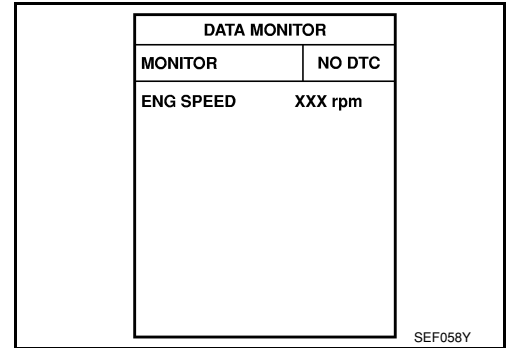 DATA MONITOR
MONITOR NO DTC
ENG SPEED XXX rpm
SEF058Y